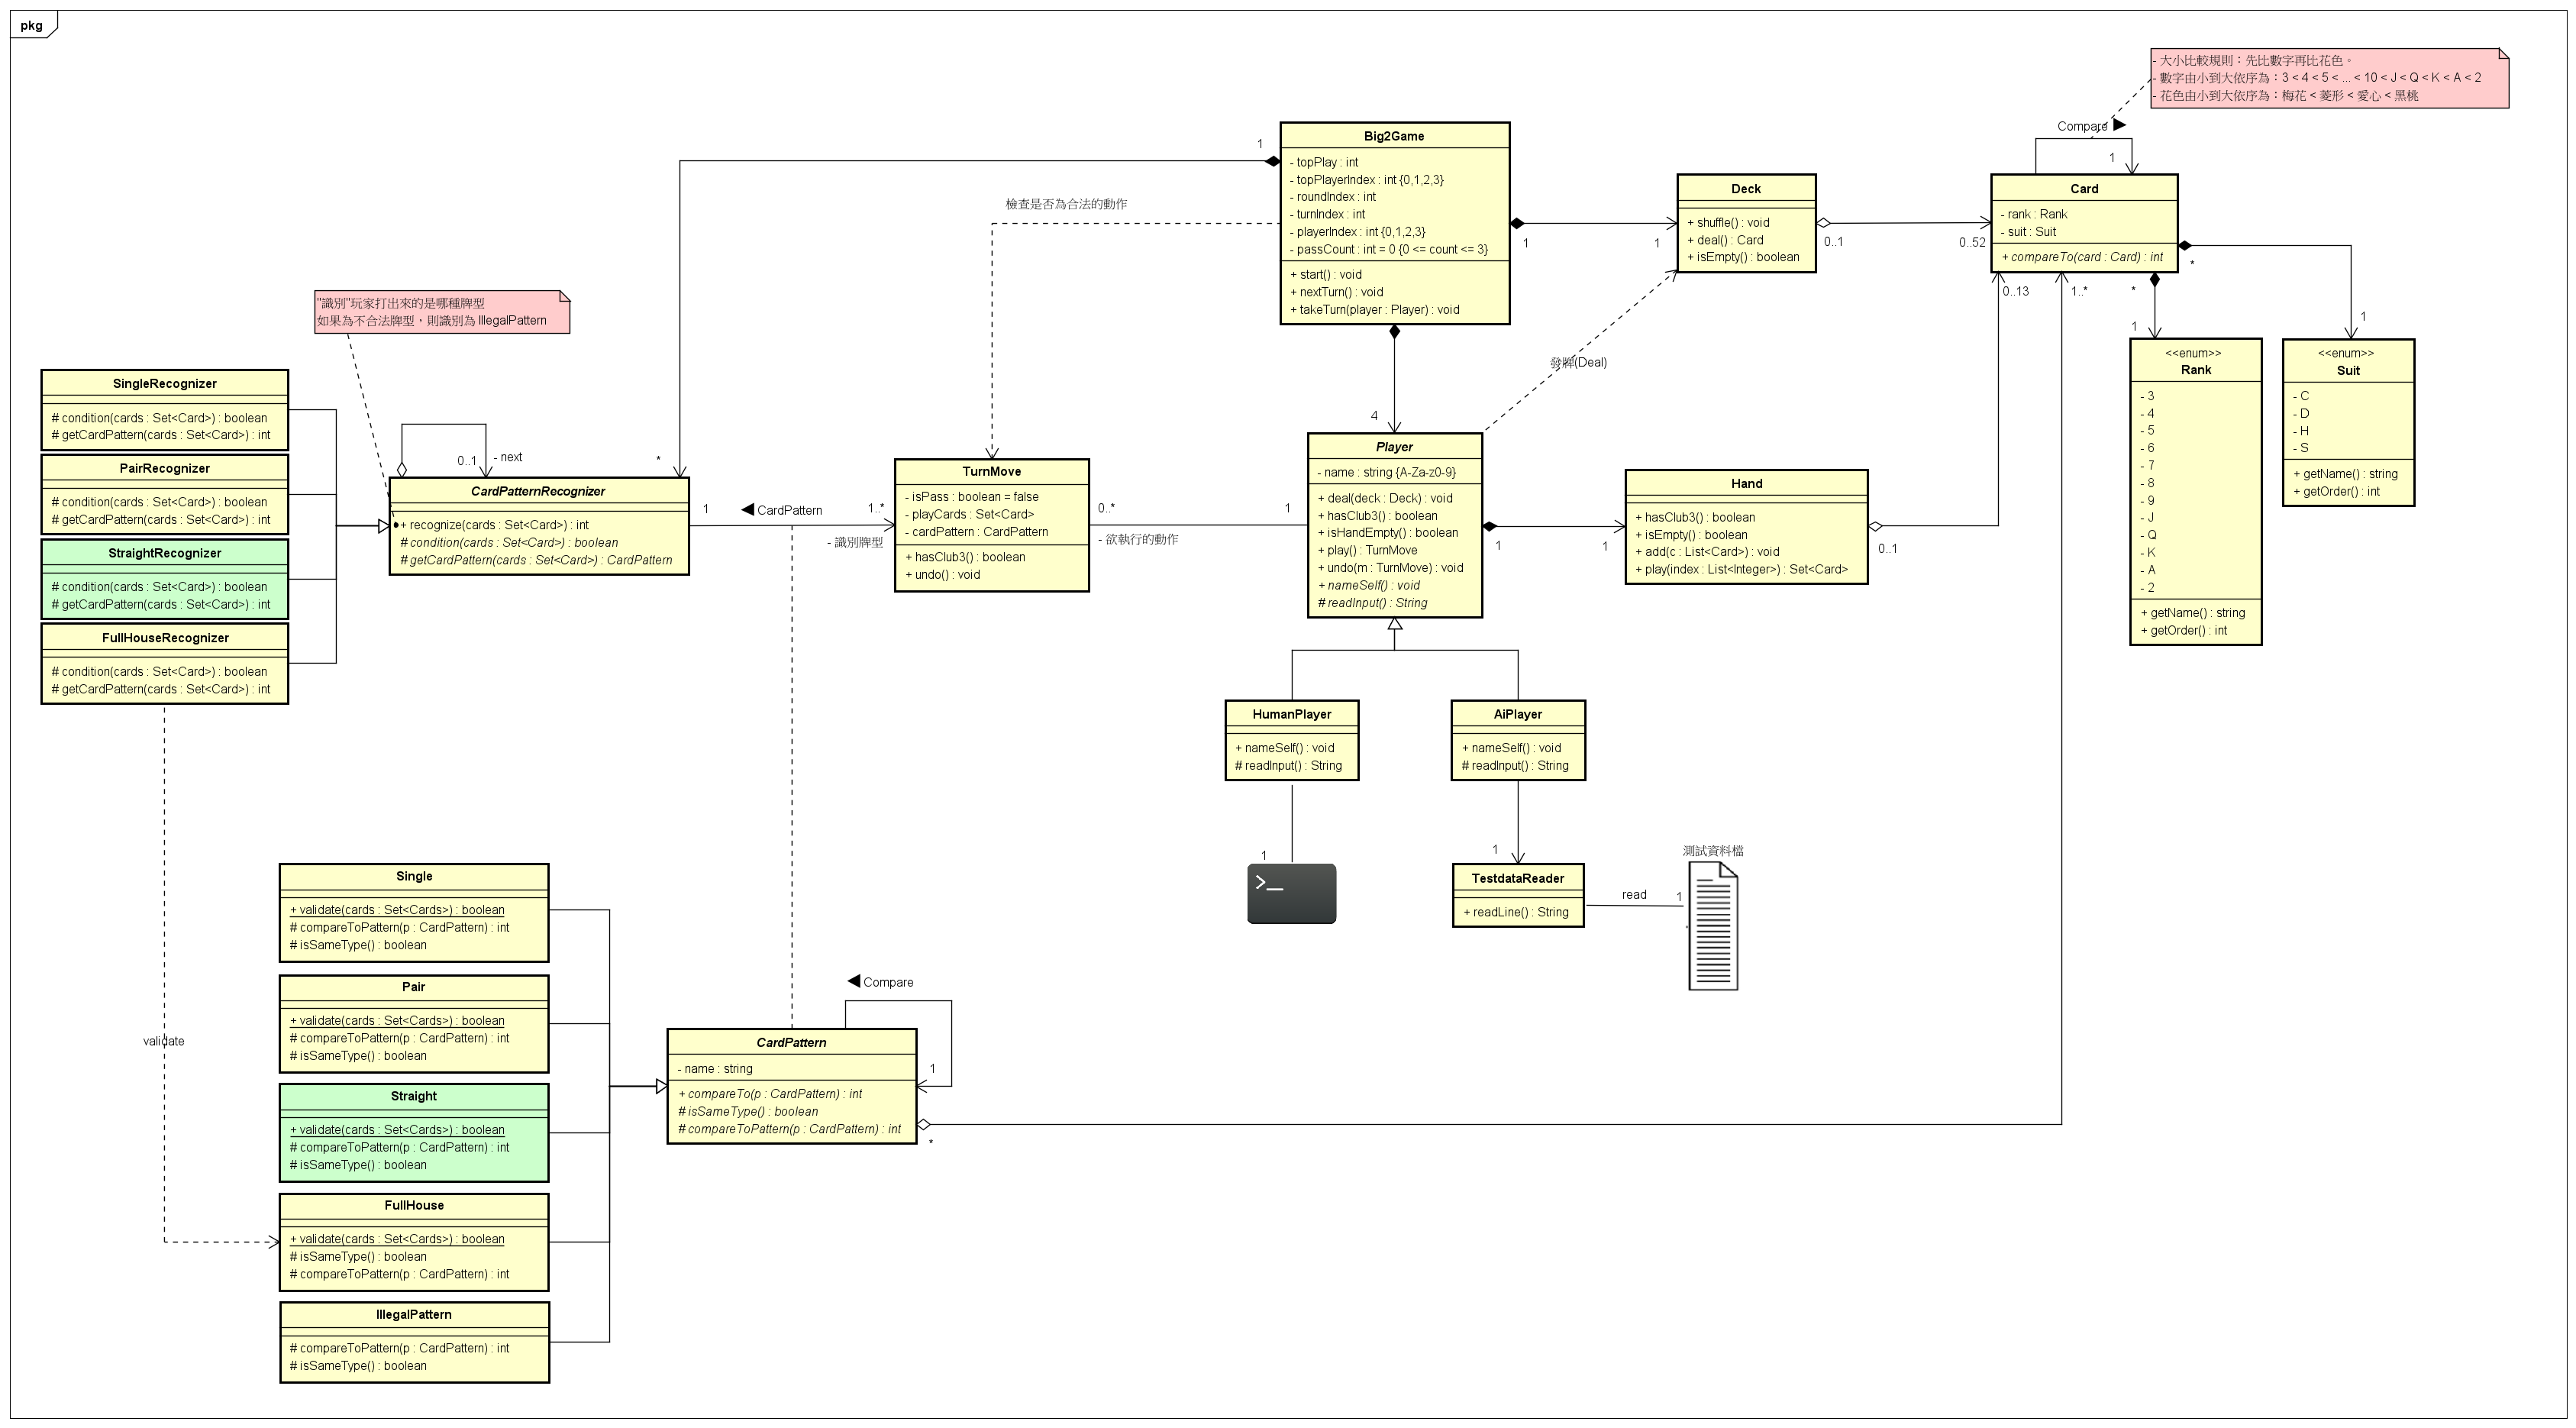 pkg
- 大小比較規則：先比數字再比花色。
- 數字由小到大依序為：3 < 4 < 5 < ... < 10 < J < Q < K < A < 2
- 花色由小到大依序為：梅花 < 菱形 < 愛心 < 黑桃
Compare
1
Big2Game
- topPlay : int
- topPlayerIndex : int {0,1,2,3}
- roundIndex : int
- turnIndex : int
- playerIndex : int {0,1,2,3}
- passCount : int = 0 {0 <= count <= 3}
+ start() : void
+ nextTurn() : void
+ takeTurn(player : Player) : void
1
1
1
4
檢查是否為合法的動作
Deck
+ shuffle() : void
+ deal() : Card
+ isEmpty() : boolean
0..1
0..52
Card
- rank : Rank
- suit : Suit
+ compareTo(card : Card) : int
*
*
1
1
0..13
1..*
<<enum>>
Rank
- 3
- 4
- 5
- 6
- 7
- 8
- 9
- J
- Q
- K
- A
- 2
+ getName() : string
+ getOrder() : int
<<enum>>
Suit
- C
- D
- H
- S
+ getName() : string
+ getOrder() : int
"識別"玩家打出來的是哪種牌型
如果為不合法牌型，則識別為 IllegalPattern
SingleRecognizer
# condition(cards : Set<Card>) : boolean
# getCardPattern(cards : Set<Card>) : int
PairRecognizer
# condition(cards : Set<Card>) : boolean
# getCardPattern(cards : Set<Card>) : int
StraightRecognizer
# condition(cards : Set<Card>) : boolean
# getCardPattern(cards : Set<Card>) : int
FullHouseRecognizer
# condition(cards : Set<Card>) : boolean
# getCardPattern(cards : Set<Card>) : int
0..1
- next
*
CardPatternRecognizer
+ recognize(cards : Set<Card>) : int
# condition(cards : Set<Card>) : boolean
# getCardPattern(cards : Set<Card>) : CardPattern
1
CardPattern
1..*
- 識別牌型
TurnMove
- isPass : boolean = false
- playCards : Set<Card>
- cardPattern : CardPattern
+ hasClub3() : boolean
+ undo() : void
0..*
- 欲執行的動作
1
發牌(Deal)
Player
- name : string {A-Za-z0-9}
+ deal(deck : Deck) : void
+ hasClub3() : boolean
+ isHandEmpty() : boolean
+ play() : TurnMove
+ undo(m : TurnMove) : void
+ nameSelf() : void
# readInput() : String
1
1
Hand
+ hasClub3() : boolean
+ isEmpty() : boolean
+ add(c : List<Card>) : void
+ play(index : List<Integer>) : Set<Card>
0..1
HumanPlayer
+ nameSelf() : void
# readInput() : String
AiPlayer
+ nameSelf() : void
# readInput() : String
1
>_
1
TestdataReader
+ readLine() : String
read
1
測試資料檔
validate
Single
+ validate(cards : Set<Cards>) : boolean
# compareToPattern(p : CardPattern) : int
# isSameType() : boolean
Pair
+ validate(cards : Set<Cards>) : boolean
# compareToPattern(p : CardPattern) : int
# isSameType() : boolean
Straight
+ validate(cards : Set<Cards>) : boolean
# compareToPattern(p : CardPattern) : int
# isSameType() : boolean
FullHouse
+ validate(cards : Set<Cards>) : boolean
# isSameType() : boolean
# compareToPattern(p : CardPattern) : int
IllegalPattern
# compareToPattern(p : CardPattern) : int
# isSameType() : boolean
Compare
1
CardPattern
- name : string
+ compareTo(p : CardPattern) : int
# isSameType() : boolean
# compareToPattern(p : CardPattern) : int
*